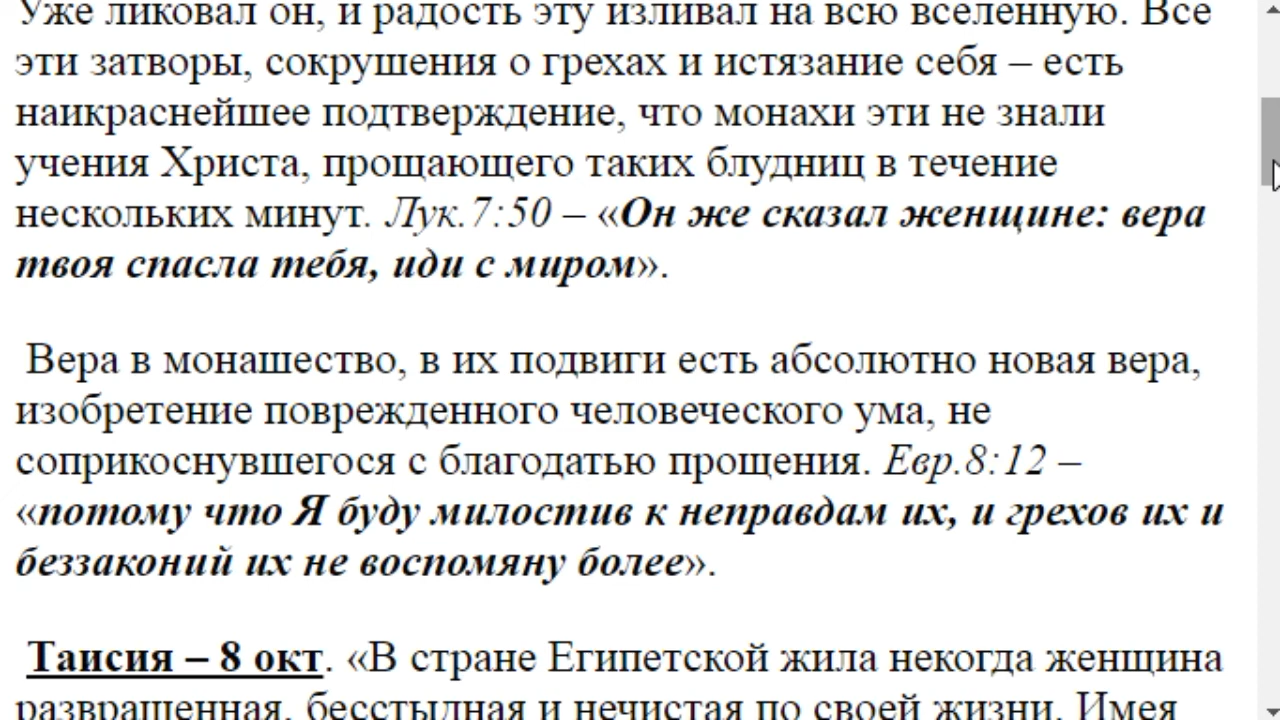 Уже ликовал он, и радость эту изливал на всю вселенную. Все
эти затворы, сокрушения о грехах и истязание себя – есть
наикраснейшее подтверждение, что монахи эти не знали
учения Христа, прощающего таких блудниц в течение
нескольких минут. Лук.7:50 – «Он же сказал женщине: вера
твоя спасла тебя, иди с миром».
Вера в монашество, в их подвиги есть абсолютно новая вера,
изобретение поврежденного человеческого ума, не
соприкоснувшегося с благодатью прощения. Евр.8:12 –
«потому что Я буду милостив к неправдам их, и грехов их и
беззаконий их не воспомяну более».
Таисия – 8 окт. «В стране Египетской жила некогда женщина
развращенная, бесстыдная и нечистая по своей жизни. Имея